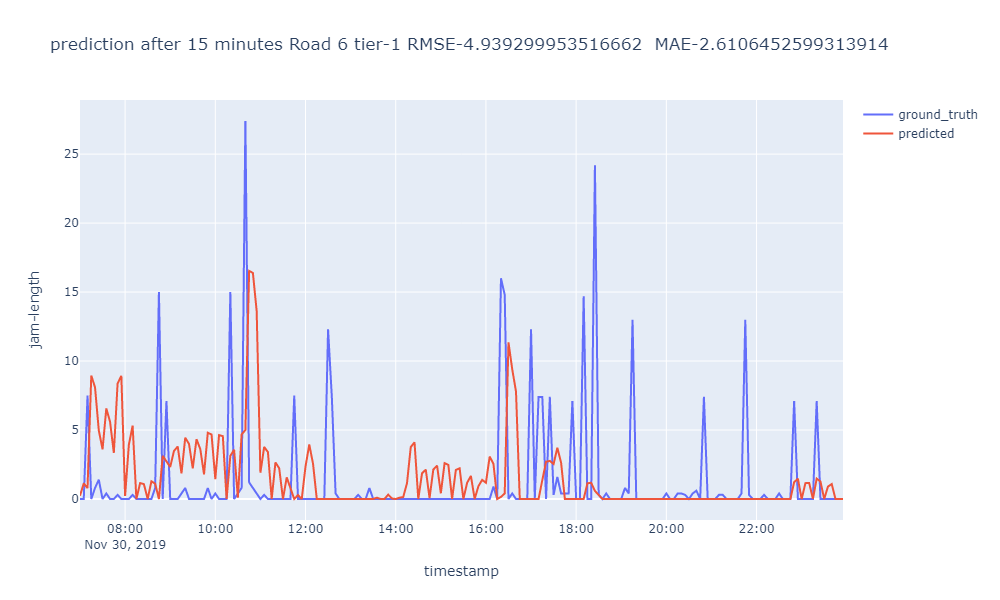 prediction after 15 minutes Road 6 tier-1 RMSE-4.939299953516662  MAE-2.6106452599313914
ground_truth
predicted
25
20
15
10
5
0
jam-length
08:00 10:00 12:00 14:00 16:00 18:00 20:00 22:00
Nov 30, 2019
timestamp